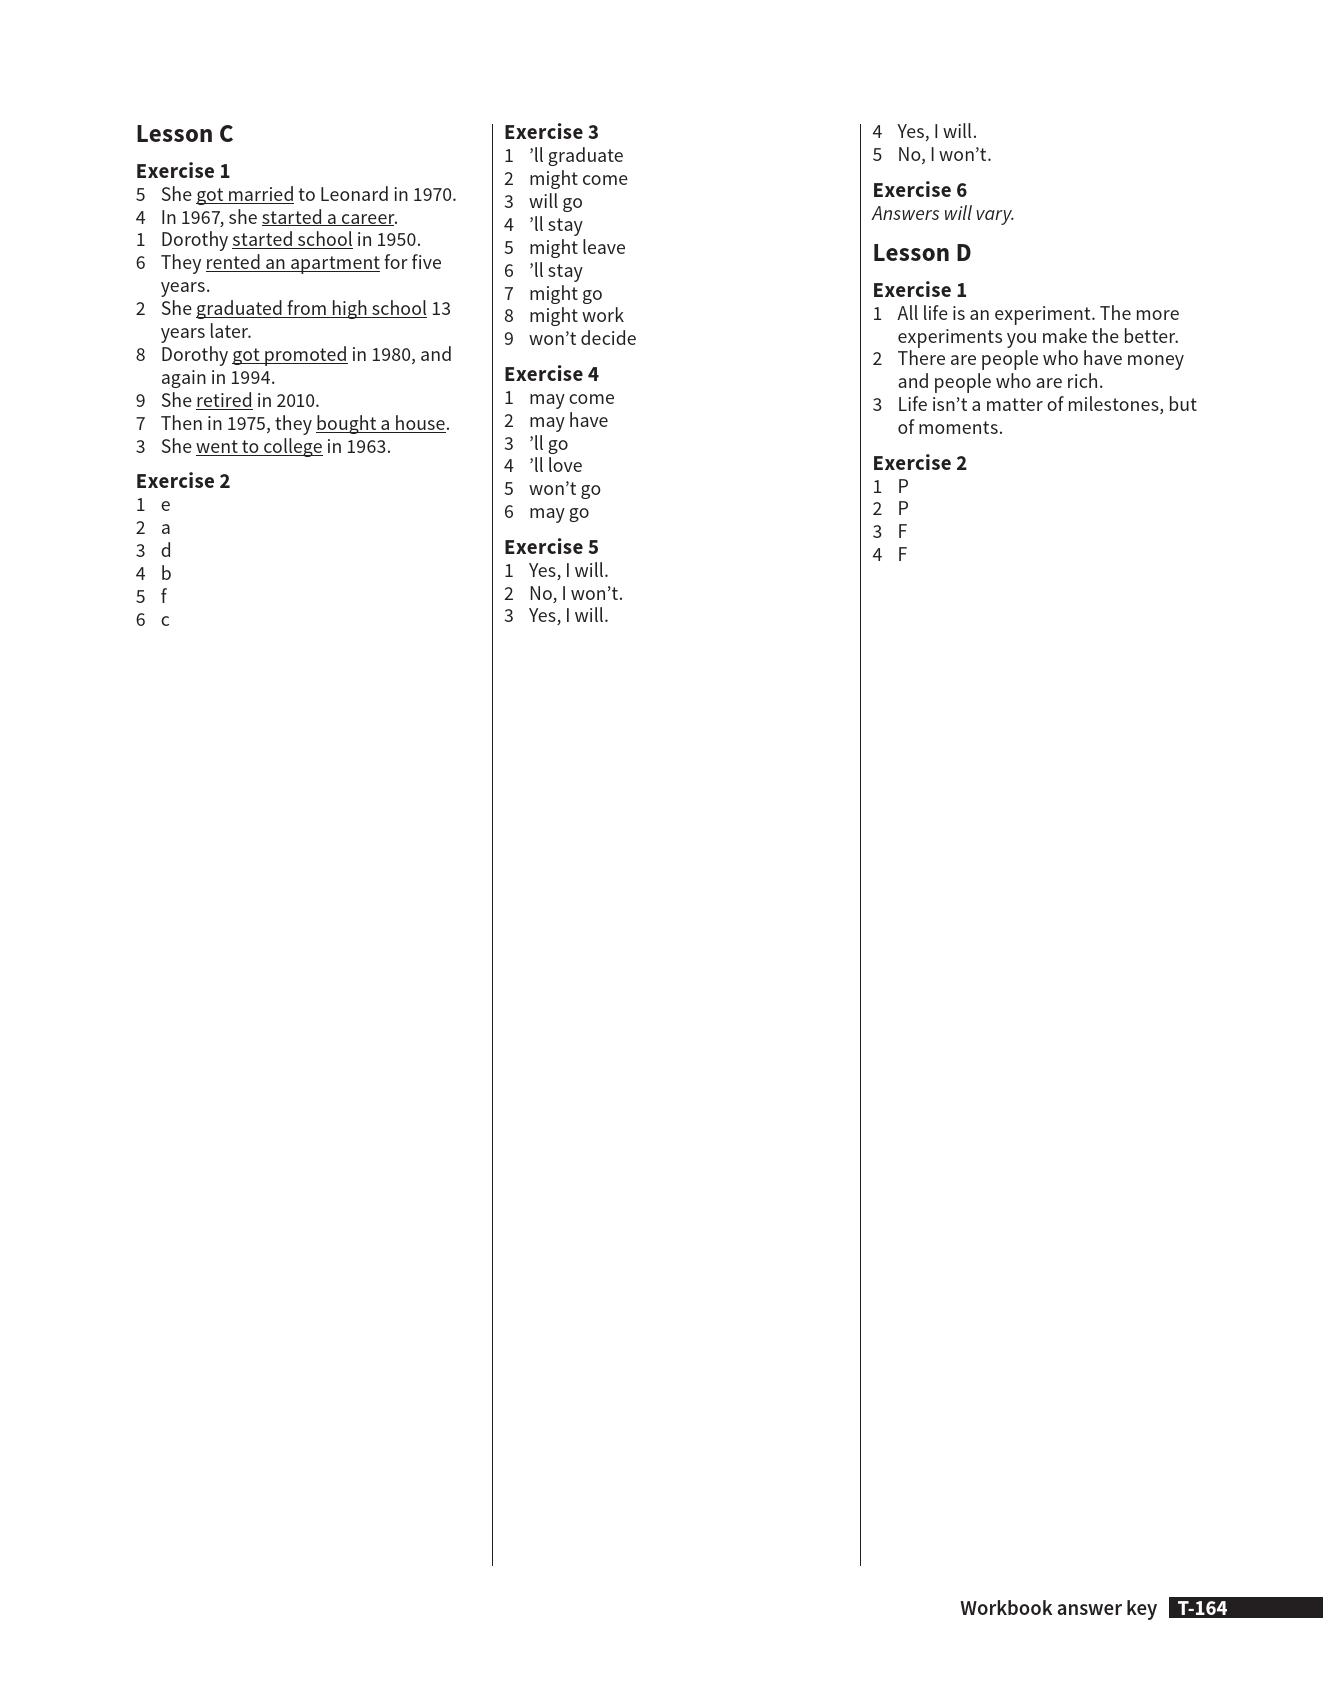 Lesson C
Exercise 1
5 She got married to Leonard in 1970.
4 In 1967, she started a career.
1 Dorothy started school in 1950.
6 They rented an apartment for five
years.
2 She graduated from high school 13
years later.
8 Dorothy got promoted in 1980, and
again in 1994.
9 She retired in 2010.
7 Then in 1975, they bought a house.
3 She went to college in 1963.
Exercise 2
1 e
2 a
3 d
4 b
5 f
6 c
Exercise 3
1 ’ll graduate
2 might come
3 will go
4 ’ll stay
5 might leave
6 ’ll stay
7 might go
8 might work
9 won’t decide
Exercise 4
1 may come
2 may have
3 ’ll go
4 ’ll love
5 won’t go
6 may go
Exercise 5
1 Yes, I will.
2 No, I won’t.
3 Yes, I will.
4 Yes, I will.
5 No, I won’t.
Exercise 6
Answers will vary.
Lesson D
Exercise 1
1 All life is an experiment. The more
experiments you make the better.
2 There are people who have money
and people who are rich.
3 Life isn’t a matter of milestones, but
of moments.
Exercise 2
1 P
2 P
3 F
4 F
Workbook answer key T-164